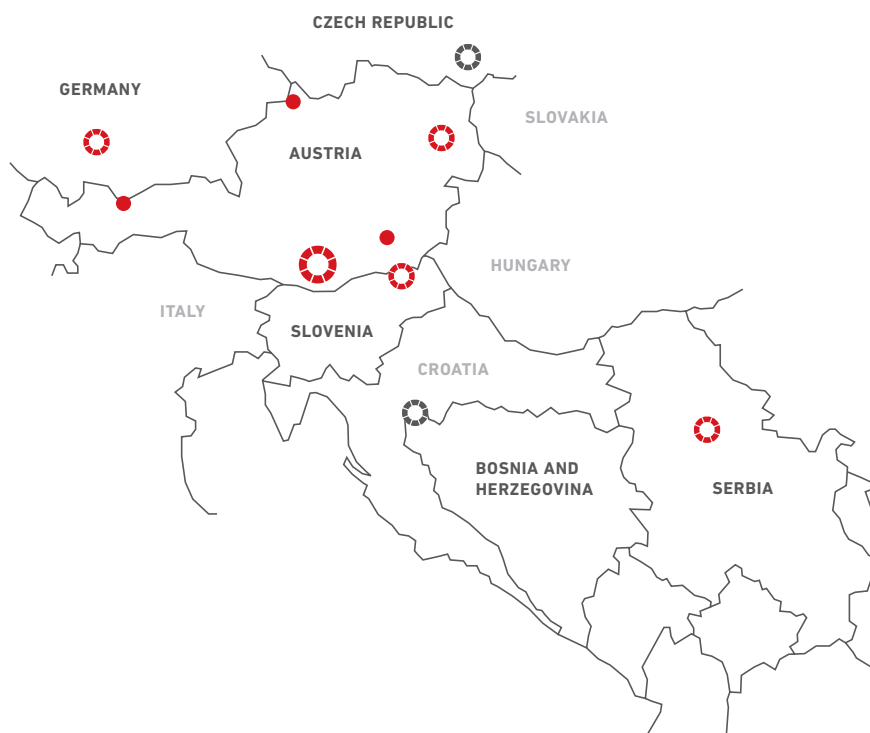 CZECH REPUBLIC
GERMANY
SLOVAKIA
AUSTRIA
HUNGARY
ITALY
SLOVENIA
CROATIA
BOSNIA AND
HERZEGOVINA
SERBIA